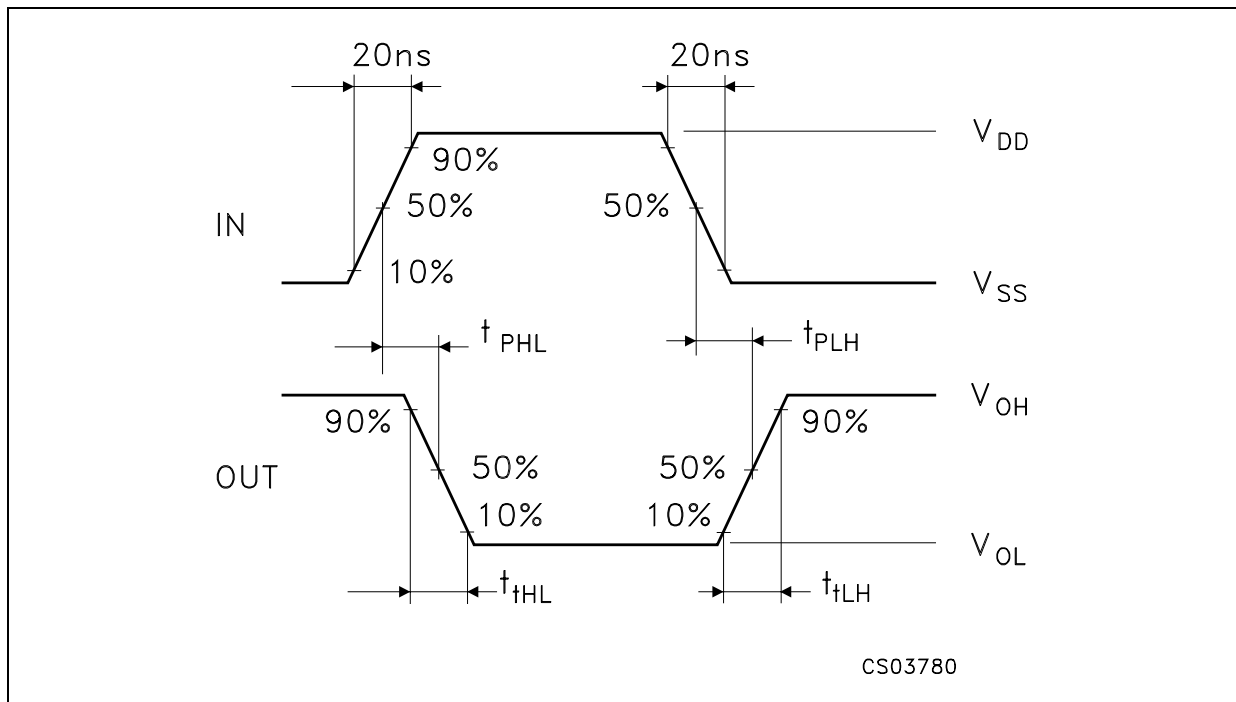 20ns 20ns
V DD
90%
50% 50%
IN
10%
V SS
t PHL t PLH
V OH
90% 90%
50% 50%
OUT
10% 10%
V OL
t tHL t tLH
CS03780